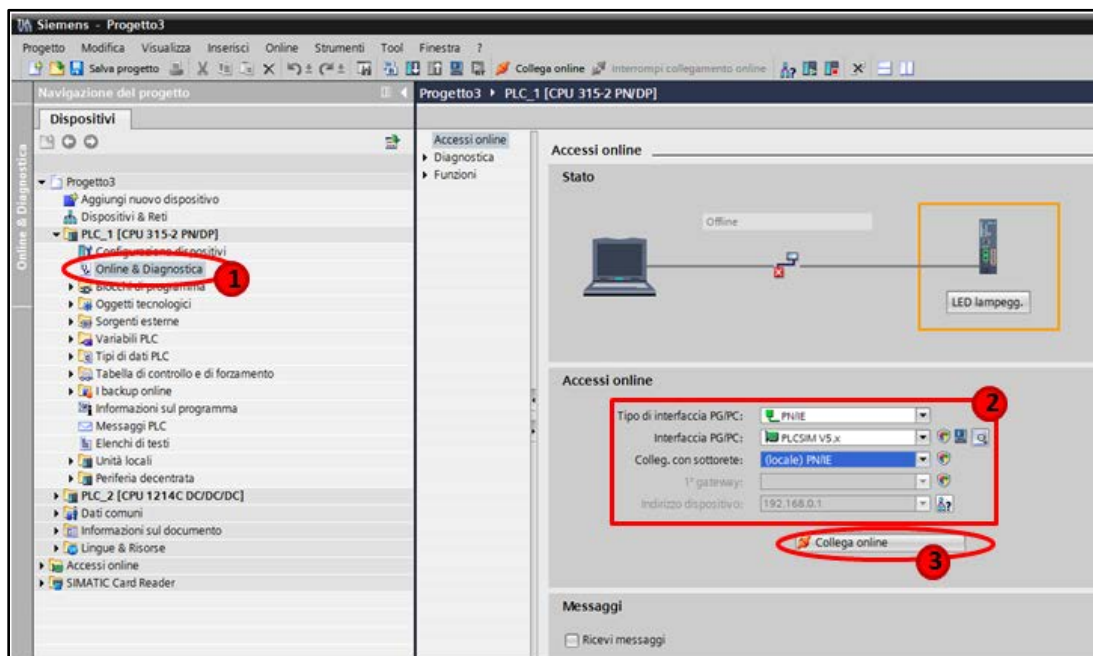 Siemens - Progetto3
Progetto Modifica Visualizza Inserisci Online Strumenti Tool Finestra ?
Salva progetto Collega online Interrompi collegamento online
Navigazione del progetto
Dispositivi
Online & Diagnostica
Progetto3
Aggiungi nuovo dispositivo
Dispositivi & Reti
PLC_1 [CPU 315-2 PN/DP]
Configurazione dispositivi
Online & Diagnostica
1
Blocchi di programma
Oggetti tecnologici
Sorgenti esterne
Variabili PLC
Tipi di dati PLC
Tabella di controllo e di forzamento
I backup online
Informazioni sul programma
Messaggi PLC
Elenchi di testi
Unità locali
Periferia decentrata
PLC_2 [CPU 1214C DC/DC/DC]
Dati comuni
Informazioni sul documento
Lingue & Risorse
Accessi online
SIMATIC Card Reader
Progetto3 PLC_1 [CPU 315-2 PN/DP]
Accessi online
Diagnostica
Funzioni
Accessi online
Stato
Offline
LED lampegg.
Accessi online
2
Tipo di interfaccia PG/PC: PN/IE
Interfaccia PG/PC: PLCSIM V5.x
Colleg. con sottorete: (locale) PN/IE
1° gateway:
Indirizzo dispositivo: 192.168.0.1
Collega online
3
Messaggi
Ricevi messaggi